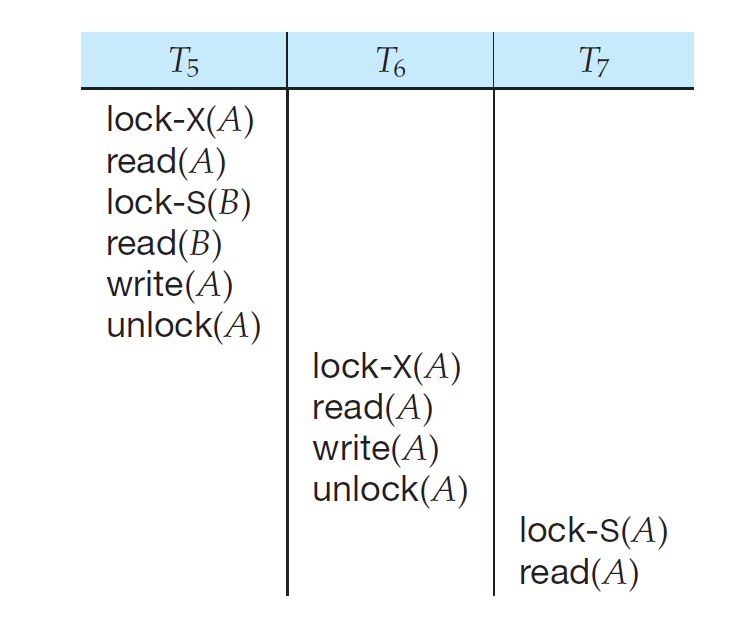 T5 T6 T7
lock-X(A)
read(A)
lock-S(B)
read(B)
write(A)
unlock(A)
lock-X(A)
read(A)
write(A)
unlock(A)
lock-S(A)
read(A)